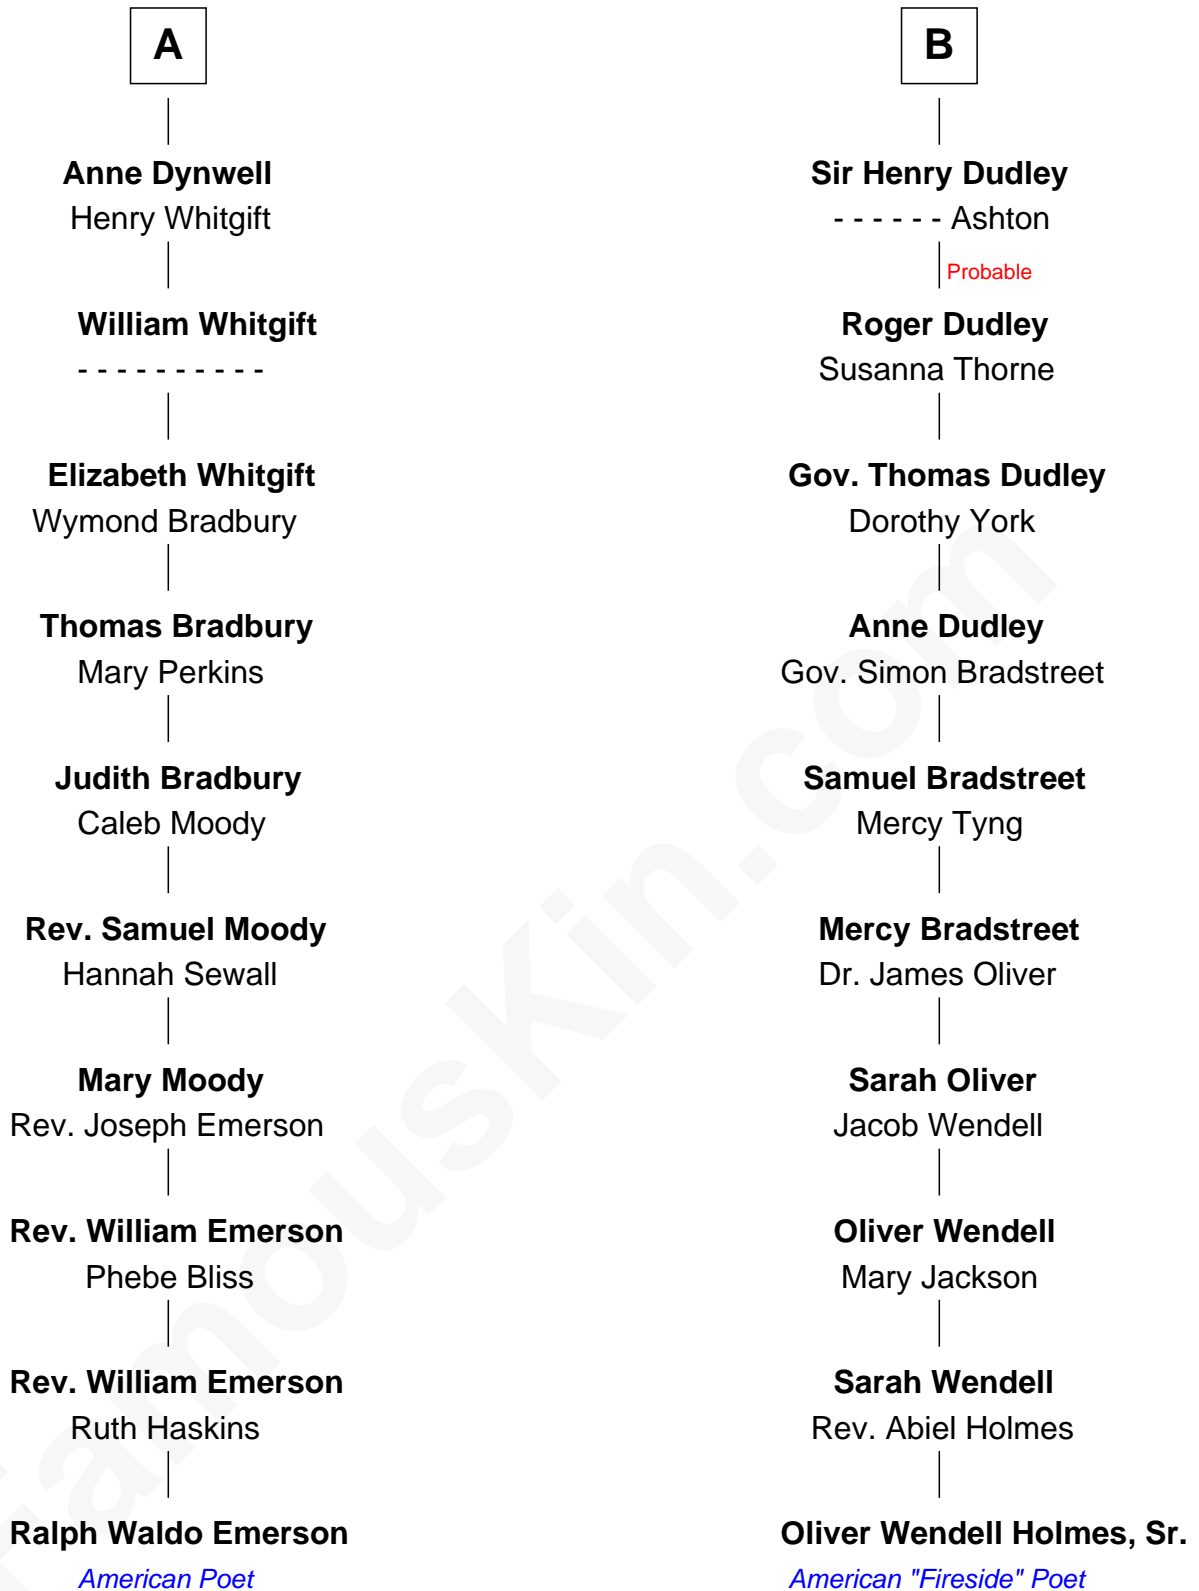 A
B
Anne Dynwell
Henry Whitgift
Sir Henry Dudley
- - - - - - Ashton
Probable
William Whitgift
- - - - - - - - - -
Roger Dudley
Susanna Thorne
Elizabeth Whitgift
Wymond Bradbury
Gov. Thomas Dudley
Dorothy York
Thomas Bradbury
Mary Perkins
Anne Dudley
Gov. Simon Bradstreet
Judith Bradbury
Caleb Moody
Samuel Bradstreet
Mercy Tyng
Rev. Samuel Moody
Hannah Sewall
Mercy Bradstreet
Dr. James Oliver
Mary Moody
Rev. Joseph Emerson
Sarah Oliver
Jacob Wendell
Rev. William Emerson
Phebe Bliss
Oliver Wendell
Mary Jackson
Rev. William Emerson
Ruth Haskins
Sarah Wendell
Rev. Abiel Holmes
Ralph Waldo Emerson
American Poet
Oliver Wendell Holmes, Sr.
American "Fireside" Poet
FamousKin.com